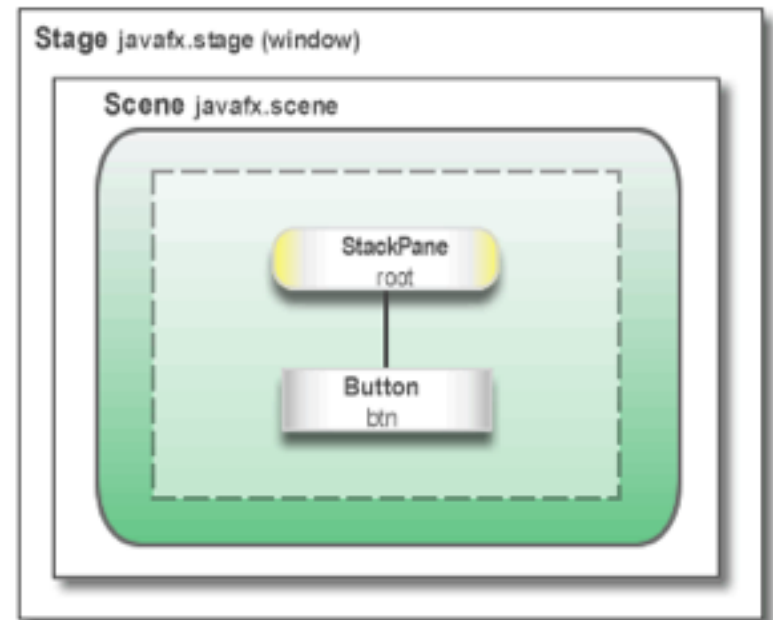 Stage javafx.stage (window)
Scene javafx.scene
StackPane
root
Button
btn